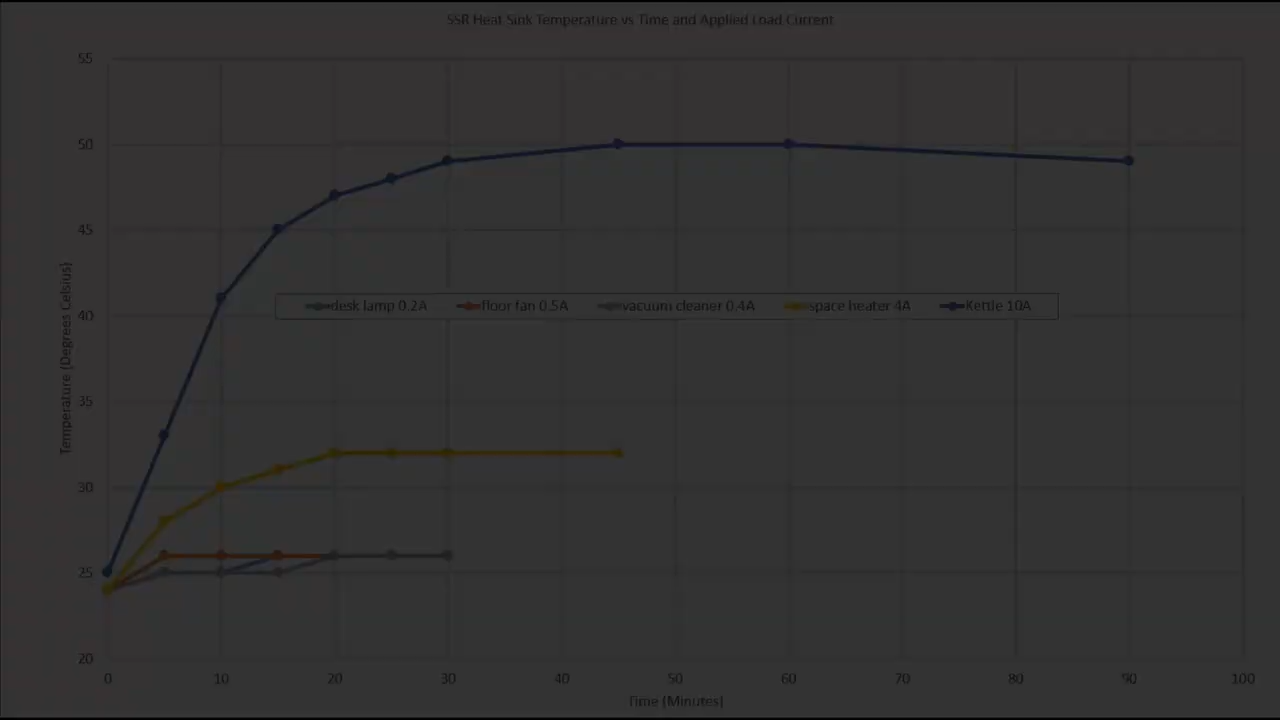 SSR Heat Sink Temperature vs Time and Applied Load Current
55
50
45
40
35
30
25
20
Temperature (Degrees Celsius)
desk lamp 0.2A floor fan 0.5A vacuum cleaner 0.4A space heater 4A Kettle 10A
0 10 20 30 40 50 60 70 80 90 100
Time (Minutes)